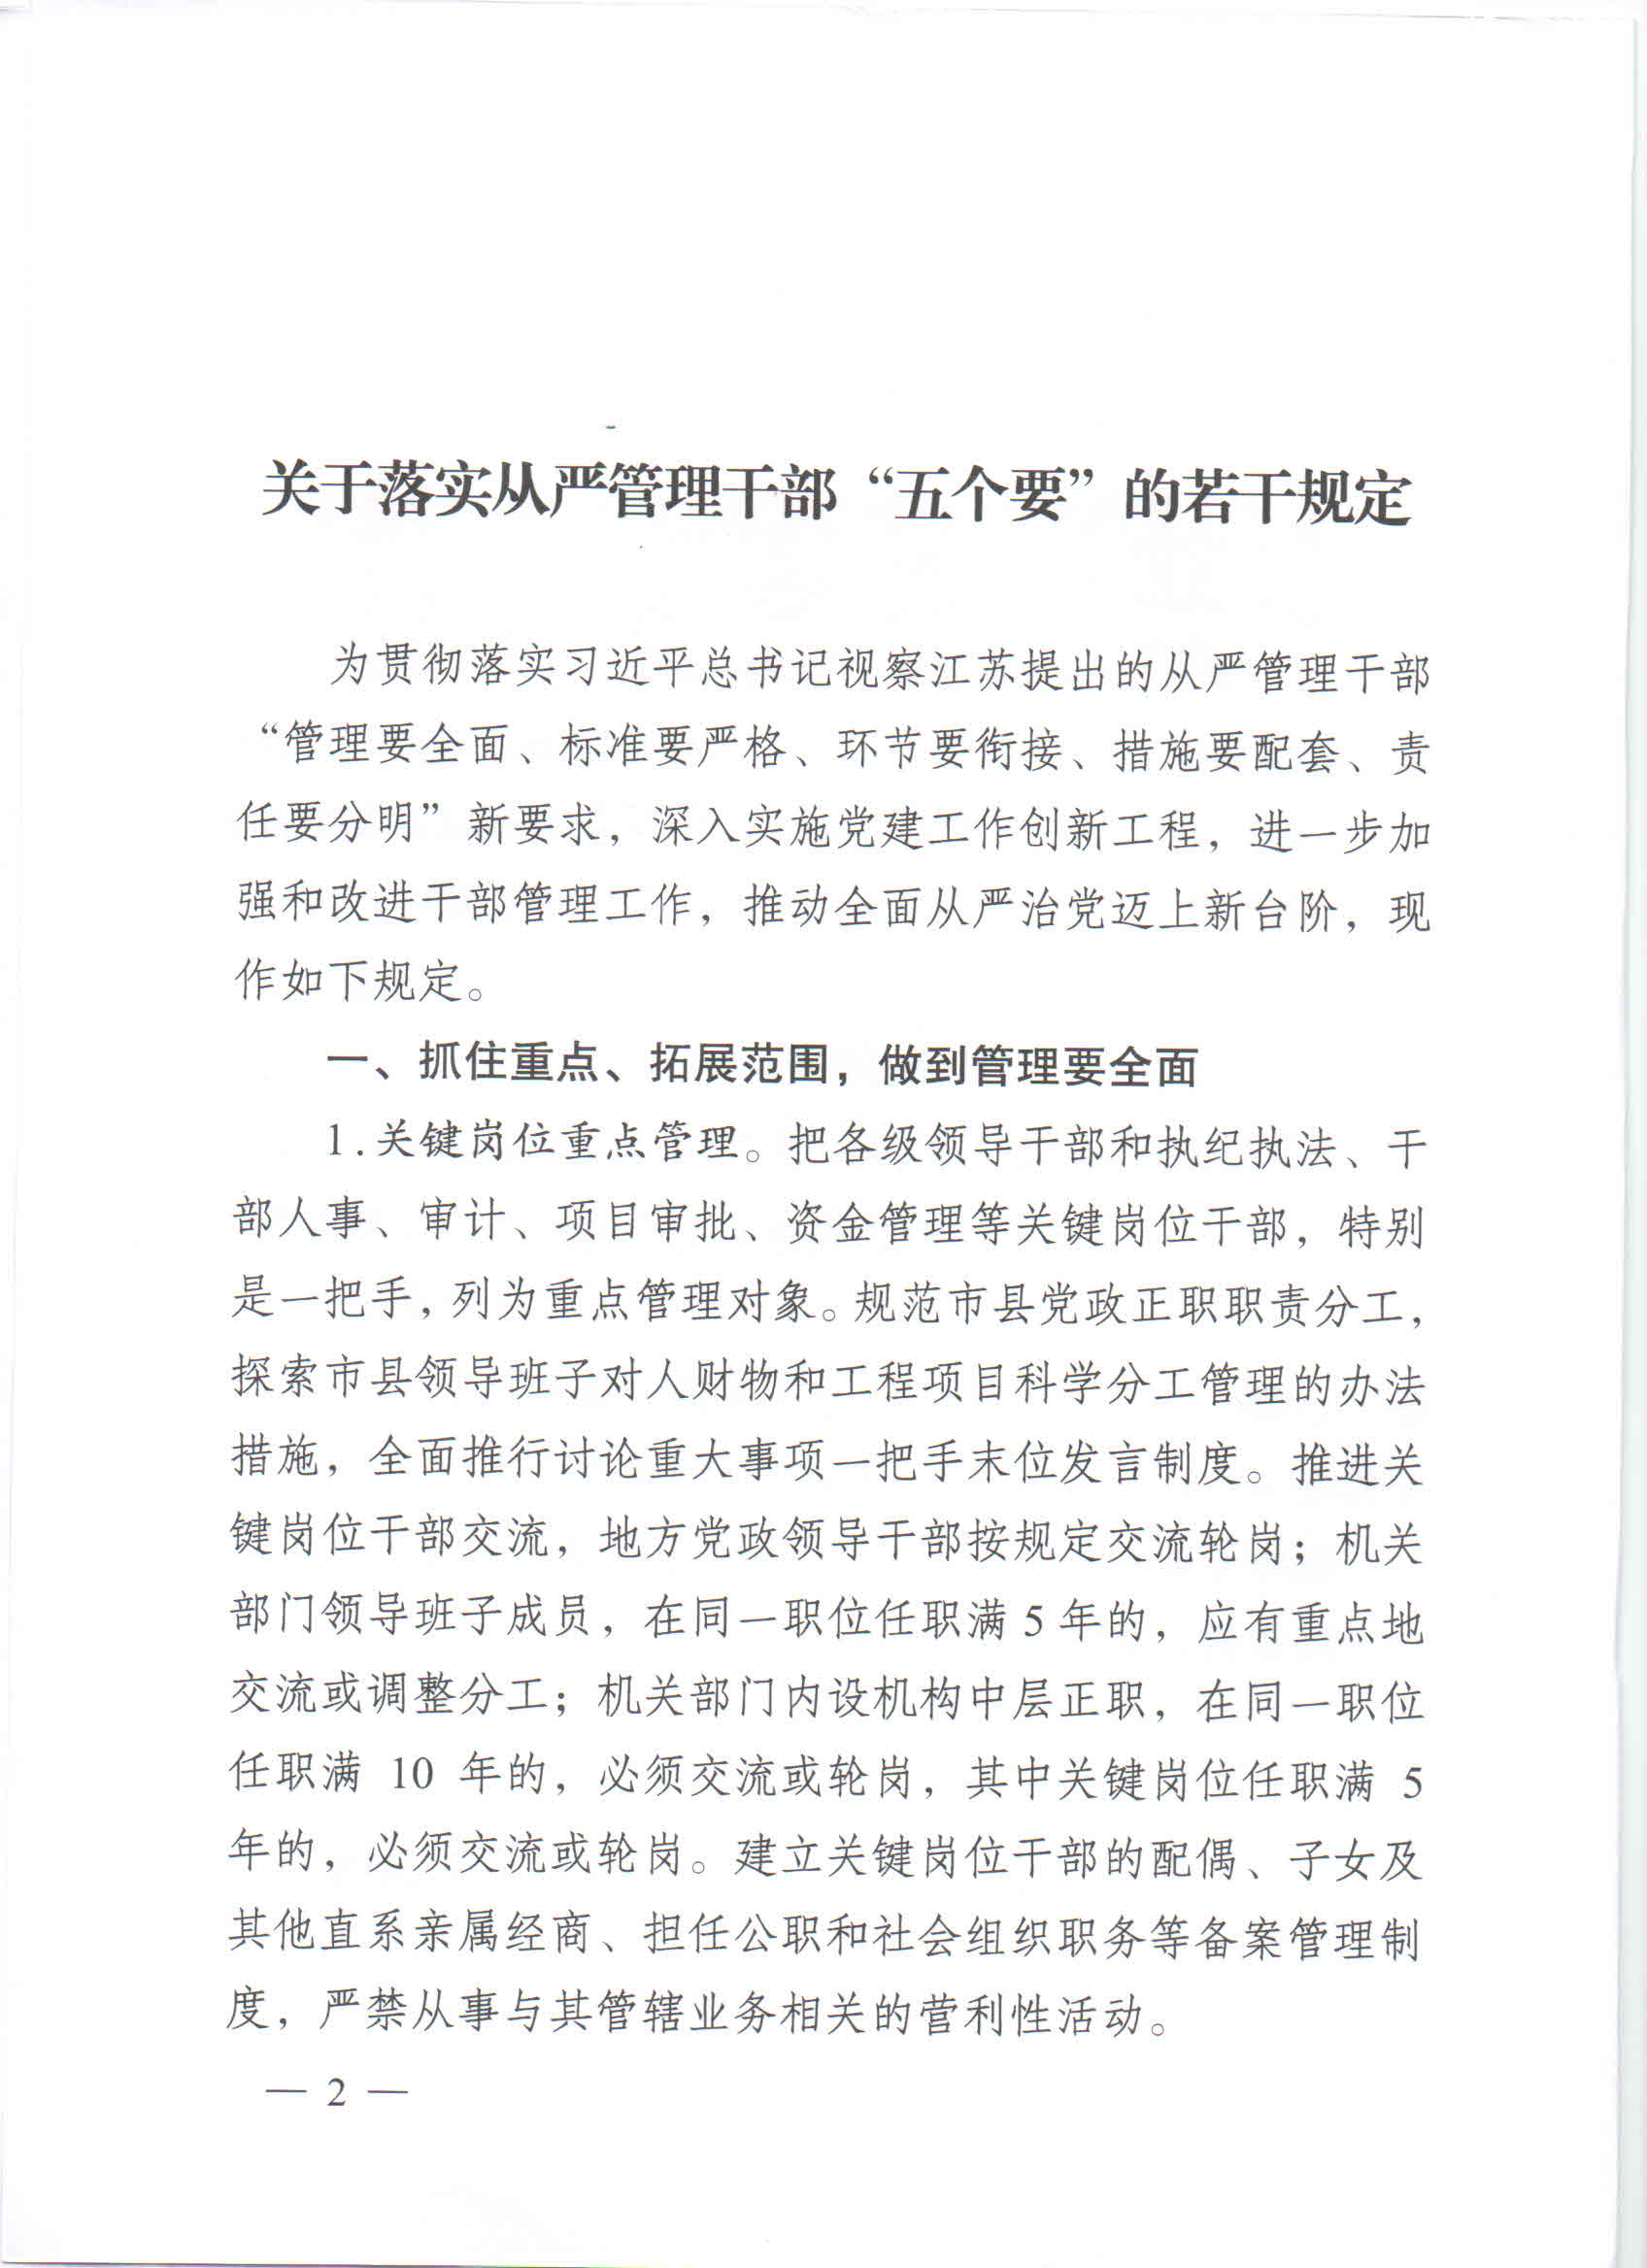 关于落实从严管理干部“五个要”的若干规定
为贯彻落实习近平总书记视察江苏提出的从严管理干部
“管理要全面、标准要严格、环节要衔接、措施要配套、责
任要分明”新要求，深入实施党建工作创新工程，进一步加
强和改进干部管理工作，推动全面从严治党迈上新台阶，现
作如下规定。
一、抓住重点、拓展范围，做到管理要全面
1.关键岗位重点管理。把各级领导干部和执纪执法、干
部人事、审计、项目审批、资金管理等关键岗位干部，特别
是一把手，列为重点管理对象。规范市县党政正职职责分工，
探索市县领导班子对人财物和工程项目科学分工管理的办法
措施，全面推行讨论重大事项一把手末位发言制度。推进关
键岗位干部交流，地方党政领导干部按规定交流轮岗；机关
部门领导班子成员，在同一职位任职满5年的，应有重点地
交流或调整分工；机关部门内设机构中层正职，在同一职位
任职满 10 年的，必须交流或轮岗，其中关键岗位任职满 5
年的，必须交流或轮岗。建立关键岗位干部的配偶、子女及
其他直系亲属经商、担任公职和社会组织职务等备案管理制
度，严禁从事与其管辖业务相关的营利性活动。
— 2 —